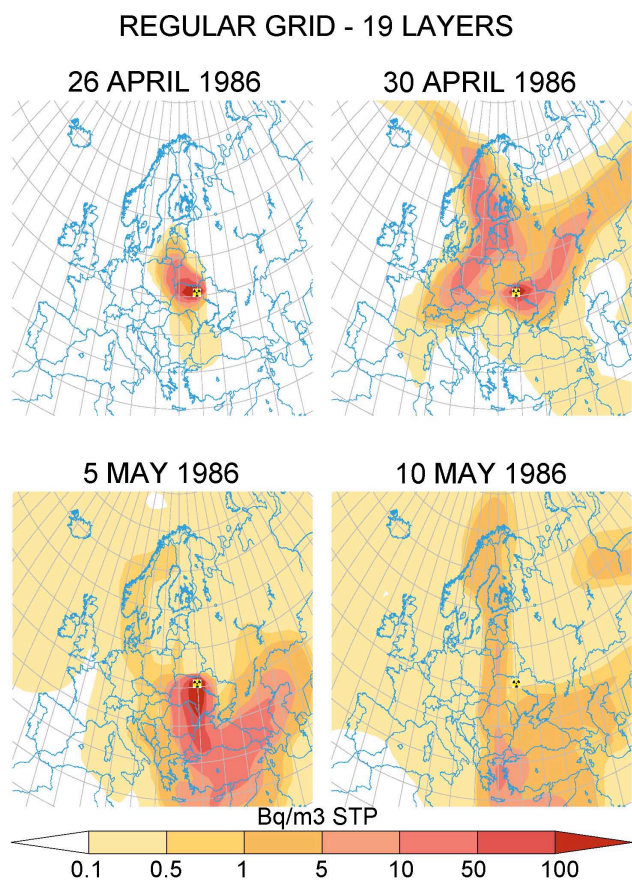 REGULAR GRID - 19 LAYERS
26 APRIL 1986
30 APRIL 1986
5 MAY 1986
10 MAY 1986
Bq/m3 STP
0.1 0.5 1 5 10 50 100